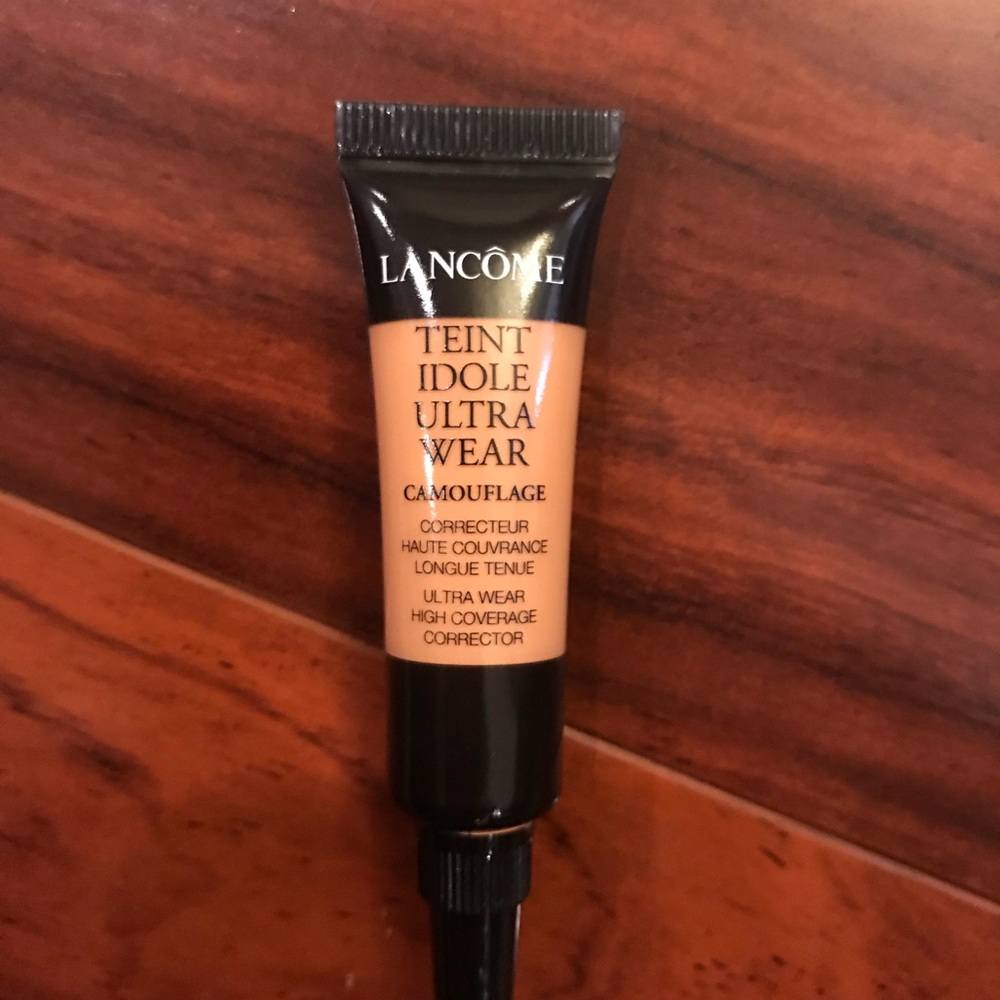 LANCÔME
TEINT
IDOLE
ULTRA
WEAR
CAMOUFLAGE
CORRECTEUR
HAUTE COUVRANCE
LONGUE TENUE
ULTRA WEAR
HIGH COVERAGE
CORRECTOR